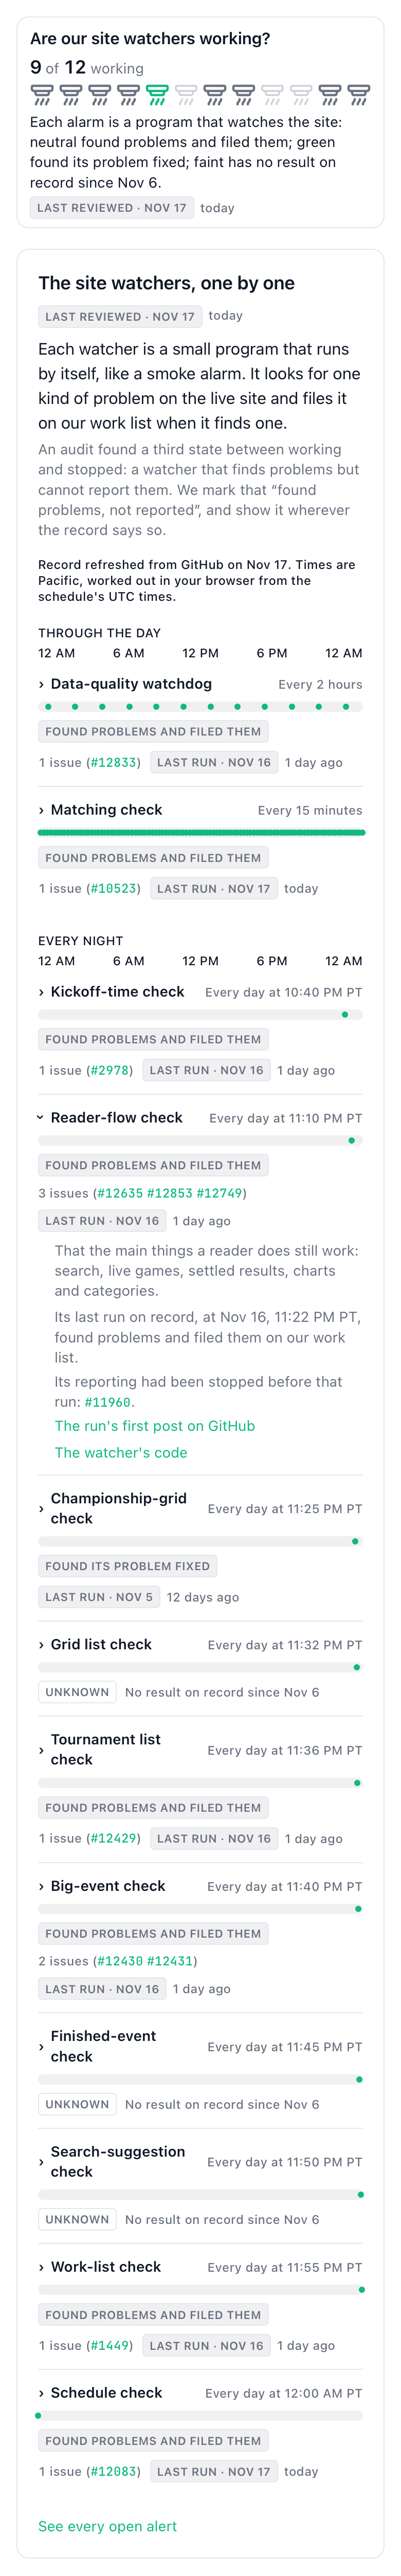 Are our site watchers working?
9 of 12 working
Each alarm is a program that watches the site:
neutral found problems and filed them; green
found its problem fixed; faint has no result on
record since Nov 6.
LAST REVIEWED · NOV 17 today
The site watchers, one by one
LAST REVIEWED · NOV 17 today
Each watcher is a small program that runs
by itself, like a smoke alarm. It looks for one
kind of problem on the live site and files it
on our work list when it finds one.
An audit found a third state between working
and stopped: a watcher that finds problems but
cannot report them. We mark that “found
problems, not reported”, and show it wherever
the record says so.
Record refreshed from GitHub on Nov 17. Times are
Pacific, worked out in your browser from the
schedule's UTC times.
THROUGH THE DAY
12 AM 6 AM 12 PM 6 PM 12 AM
› Data-quality watchdog Every 2 hours
FOUND PROBLEMS AND FILED THEM
1 issue (#12833) LAST RUN · NOV 16 1 day ago
› Matching check Every 15 minutes
FOUND PROBLEMS AND FILED THEM
1 issue (#10523) LAST RUN · NOV 17 today
EVERY NIGHT
12 AM 6 AM 12 PM 6 PM 12 AM
› Kickoff-time check Every day at 10:40 PM PT
FOUND PROBLEMS AND FILED THEM
1 issue (#2978) LAST RUN · NOV 16 1 day ago
Reader-flow check Every day at 11:10 PM PT
FOUND PROBLEMS AND FILED THEM
3 issues (#12635 #12853 #12749)
LAST RUN · NOV 16 1 day ago
That the main things a reader does still work:
search, live games, settled results, charts
and categories.
Its last run on record, at Nov 16, 11:22 PM PT,
found problems and filed them on our work
list.
Its reporting had been stopped before that
run: #11960.
The run's first post on GitHub
The watcher's code
› Championship-grid
check Every day at 11:25 PM PT
FOUND ITS PROBLEM FIXED
LAST RUN · NOV 5 12 days ago
› Grid list check Every day at 11:32 PM PT
UNKNOWN No result on record since Nov 6
› Tournament list
check Every day at 11:36 PM PT
FOUND PROBLEMS AND FILED THEM
1 issue (#12429) LAST RUN · NOV 16 1 day ago
› Big-event check Every day at 11:40 PM PT
FOUND PROBLEMS AND FILED THEM
2 issues (#12430 #12431)
LAST RUN · NOV 16 1 day ago
› Finished-event
check Every day at 11:45 PM PT
UNKNOWN No result on record since Nov 6
› Search-suggestion
check Every day at 11:50 PM PT
UNKNOWN No result on record since Nov 6
› Work-list check Every day at 11:55 PM PT
FOUND PROBLEMS AND FILED THEM
1 issue (#1449) LAST RUN · NOV 16 1 day ago
› Schedule check Every day at 12:00 AM PT
FOUND PROBLEMS AND FILED THEM
1 issue (#12083) LAST RUN · NOV 17 today
See every open alert